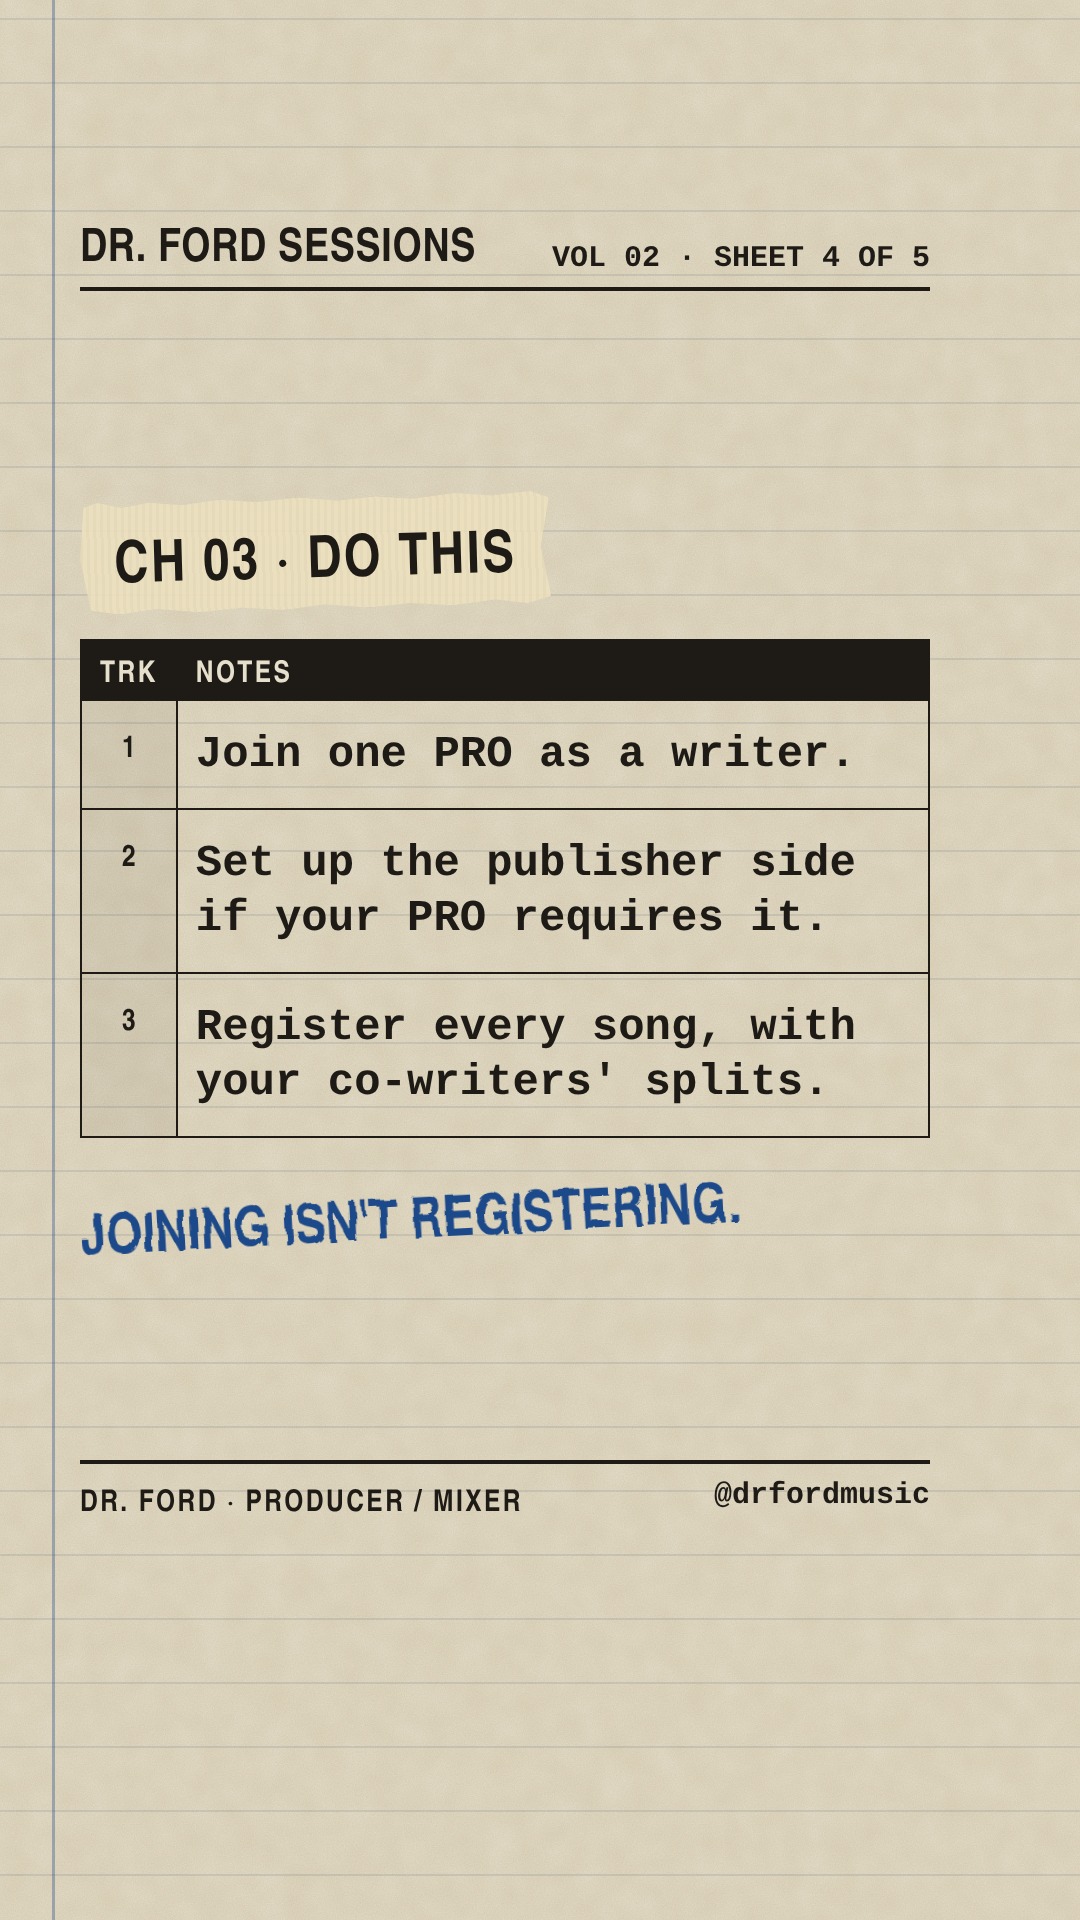 DR. FORD SESSIONS
VOL 02 · SHEET 4 OF 5
CH 03 · DO THIS
TRK NOTES
1 Join one PRO as a writer.
2 Set up the publisher side
if your PRO requires it.
3 Register every song, with
your co-writers' splits.
JOINING ISN'T REGISTERING.
DR. FORD · PRODUCER / MIXER
@drfordmusic